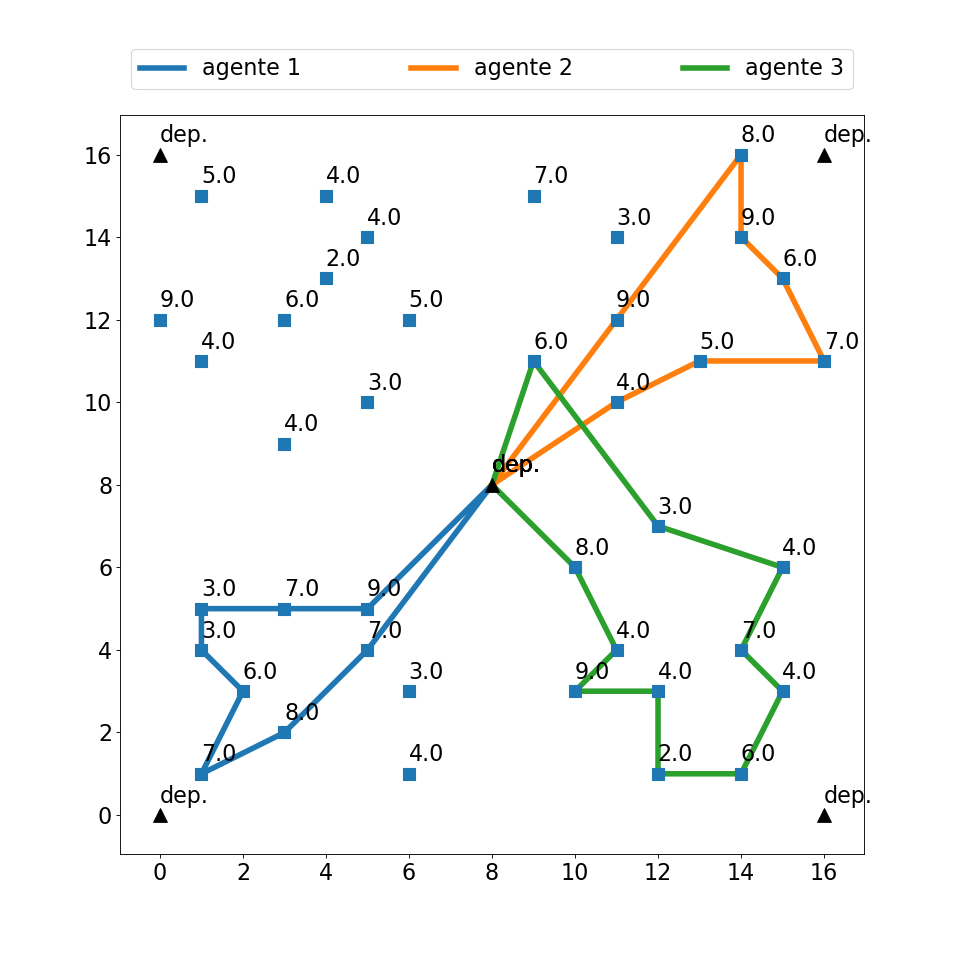 agente 1 agente 2 agente 3
dep. 8.0 dep.
16
5.0 4.0 7.0
4.0 3.0 9.0
14
2.0 6.0
9.0 6.0 5.0 9.0
12
4.0 6.0 5.0 7.0
3.0 4.0
10
4.0
dep.
8
3.0
8.0 4.0
6
3.0 7.0 9.0
3.0 7.0 4.0 7.0
4
6.0 3.0 9.0 4.0 4.0
8.0
2
7.0 4.0 2.0 6.0
dep. dep.
0
0 2 4 6 8 10 12 14 16